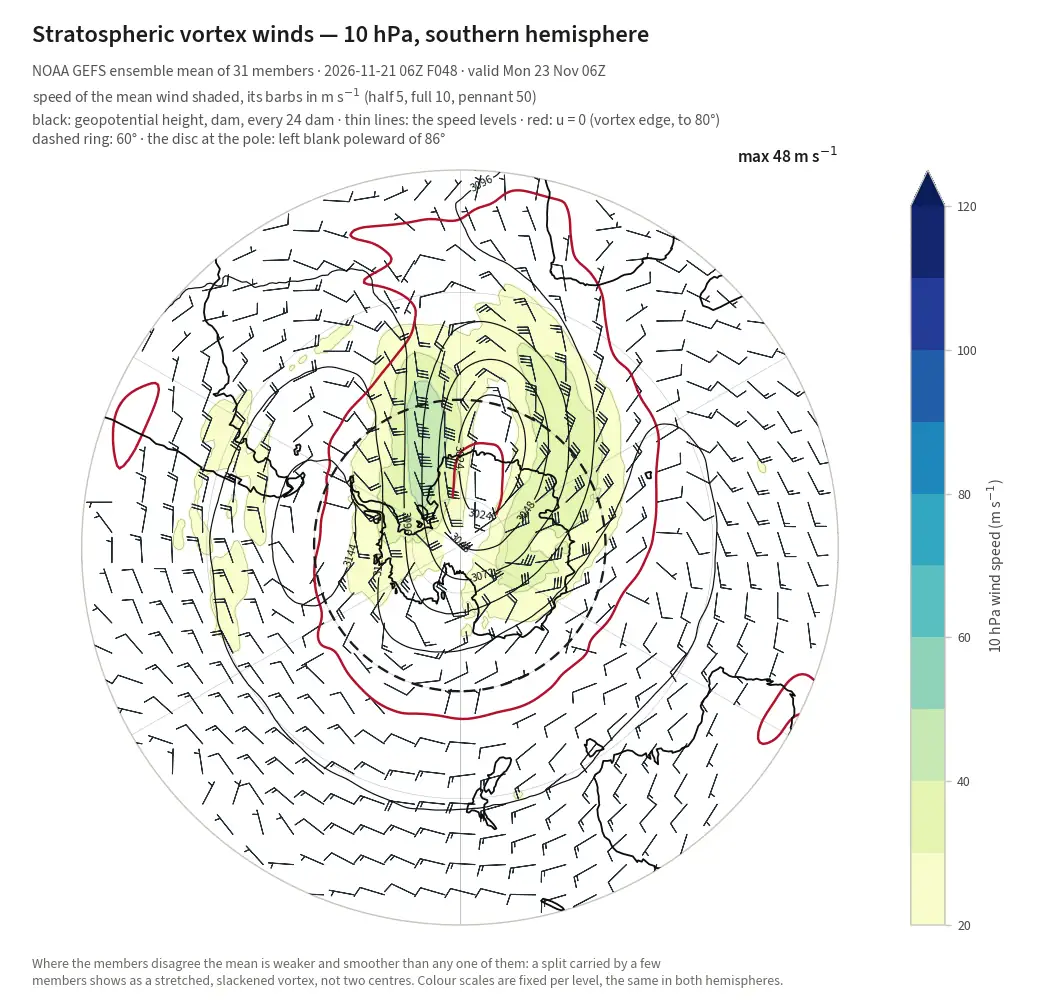 Stratospheric vortex winds — 10 hPa, southern hemisphere
NOAA GEFS ensemble mean of 31 members · 2026-11-21 06Z F048 · valid Mon 23 Nov 06Z
speed of the mean wind shaded, its barbs in m s⁻¹ (half 5, full 10, pennant 50)
black: geopotential height, dam, every 24 dam · thin lines: the speed levels · red: u = 0 (vortex edge, to 80°)
dashed ring: 60° · the disc at the pole: left blank poleward of 86°
max 48 m s⁻¹
3096
3024
3048
3144
120
100
80
60
40
20
10 hPa wind speed (m s⁻¹)
Where the members disagree the mean is weaker and smoother than any one of them: a split carried by a few
members shows as a stretched, slackened vortex, not two centres. Colour scales are fixed per level, the same in both hemispheres.